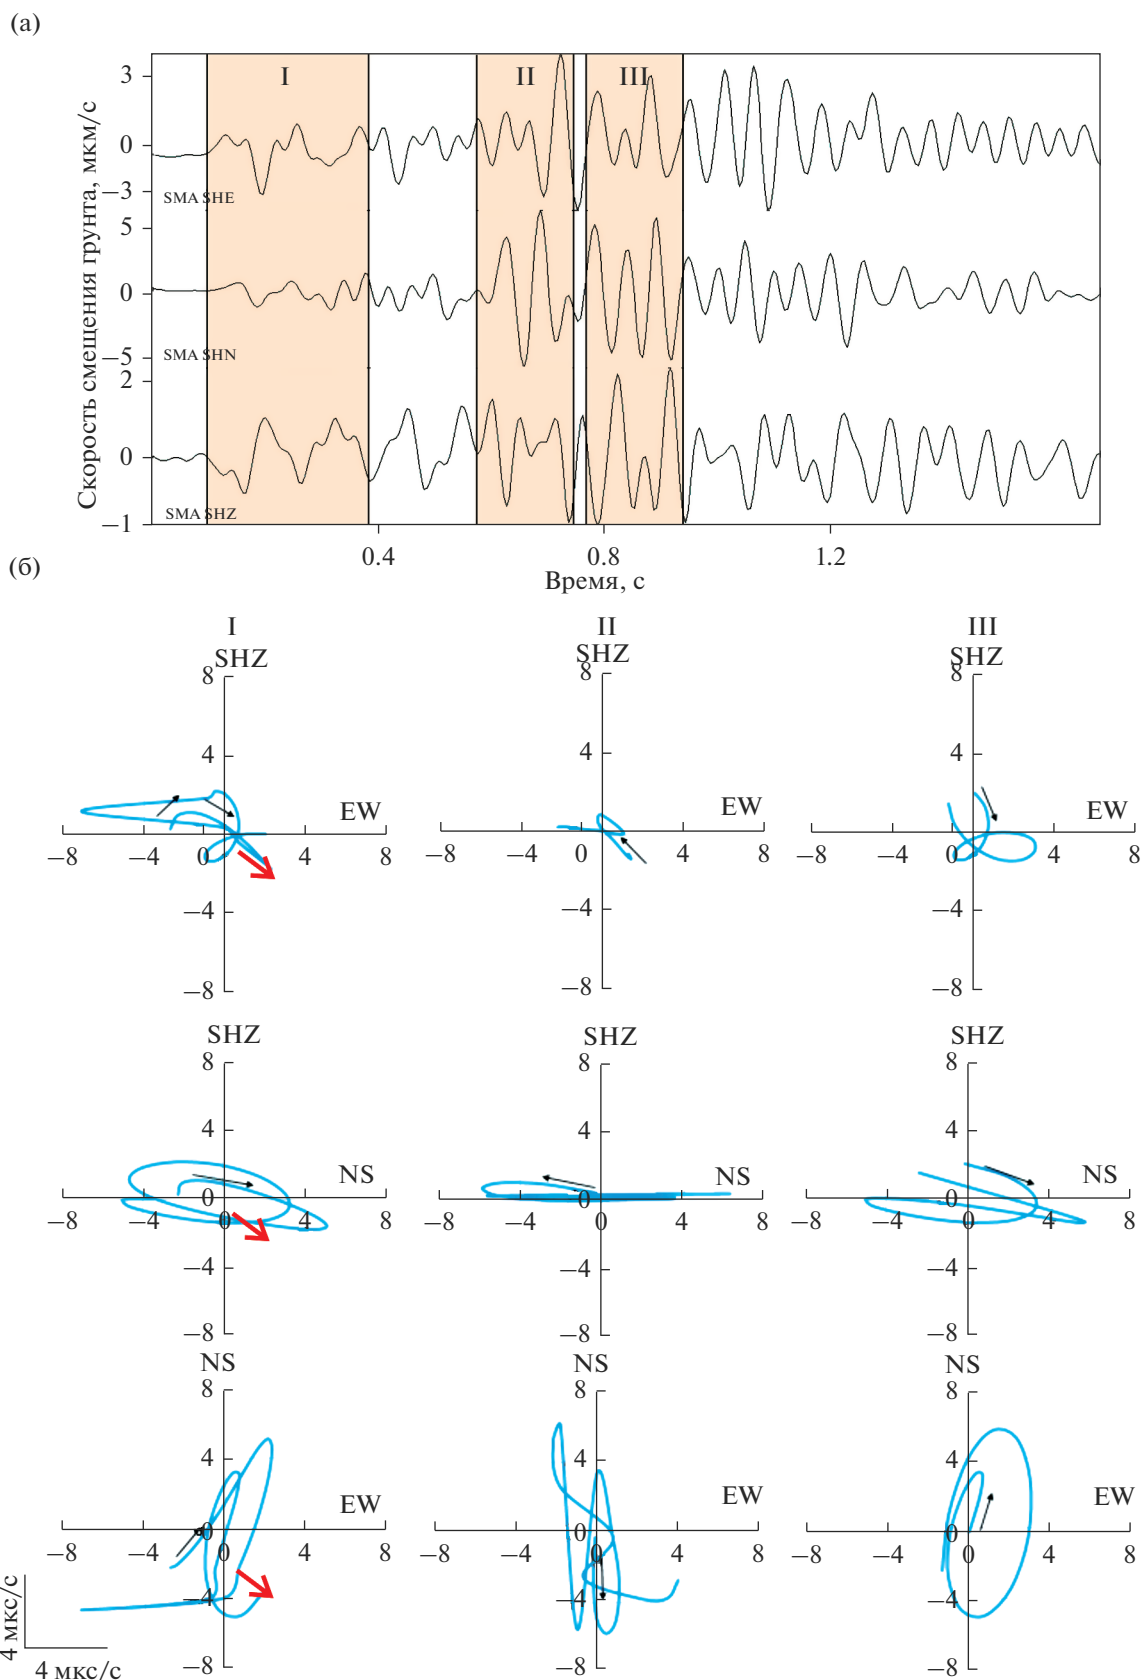 (а)
I II III
3
0
−3
SMA SHE
5
0
−5
SMA SHN
2
0
−1
SMA SHZ
Скорость смещения грунта, мкм/с
0.4 0.8 1.2
Время, с
(б)
I II III
SHZ SHZ SHZ
8 8 8
4 4 4
EW EW EW
−8 −4 0 4 8 −8 −4 0 4 8 −8 −4 0 4 8
−4 −4 −4
−8 −8 −8
SHZ SHZ SHZ
8 8 8
4 4 4
NS NS NS
0 0 0
−8 −4 0 4 8 −8 −4 0 4 8 −8 −4 0 4 8
−4 −4 −4
−8 −8 −8
NS NS NS
8 8 8
4 4 4
EW EW EW
0 0 0
−8 −4 0 4 8 −8 −4 0 4 8 −8 −4 0 4 8
−4 −4 −4
−8 −8 −8
4 мкс/с
4 мкс/с